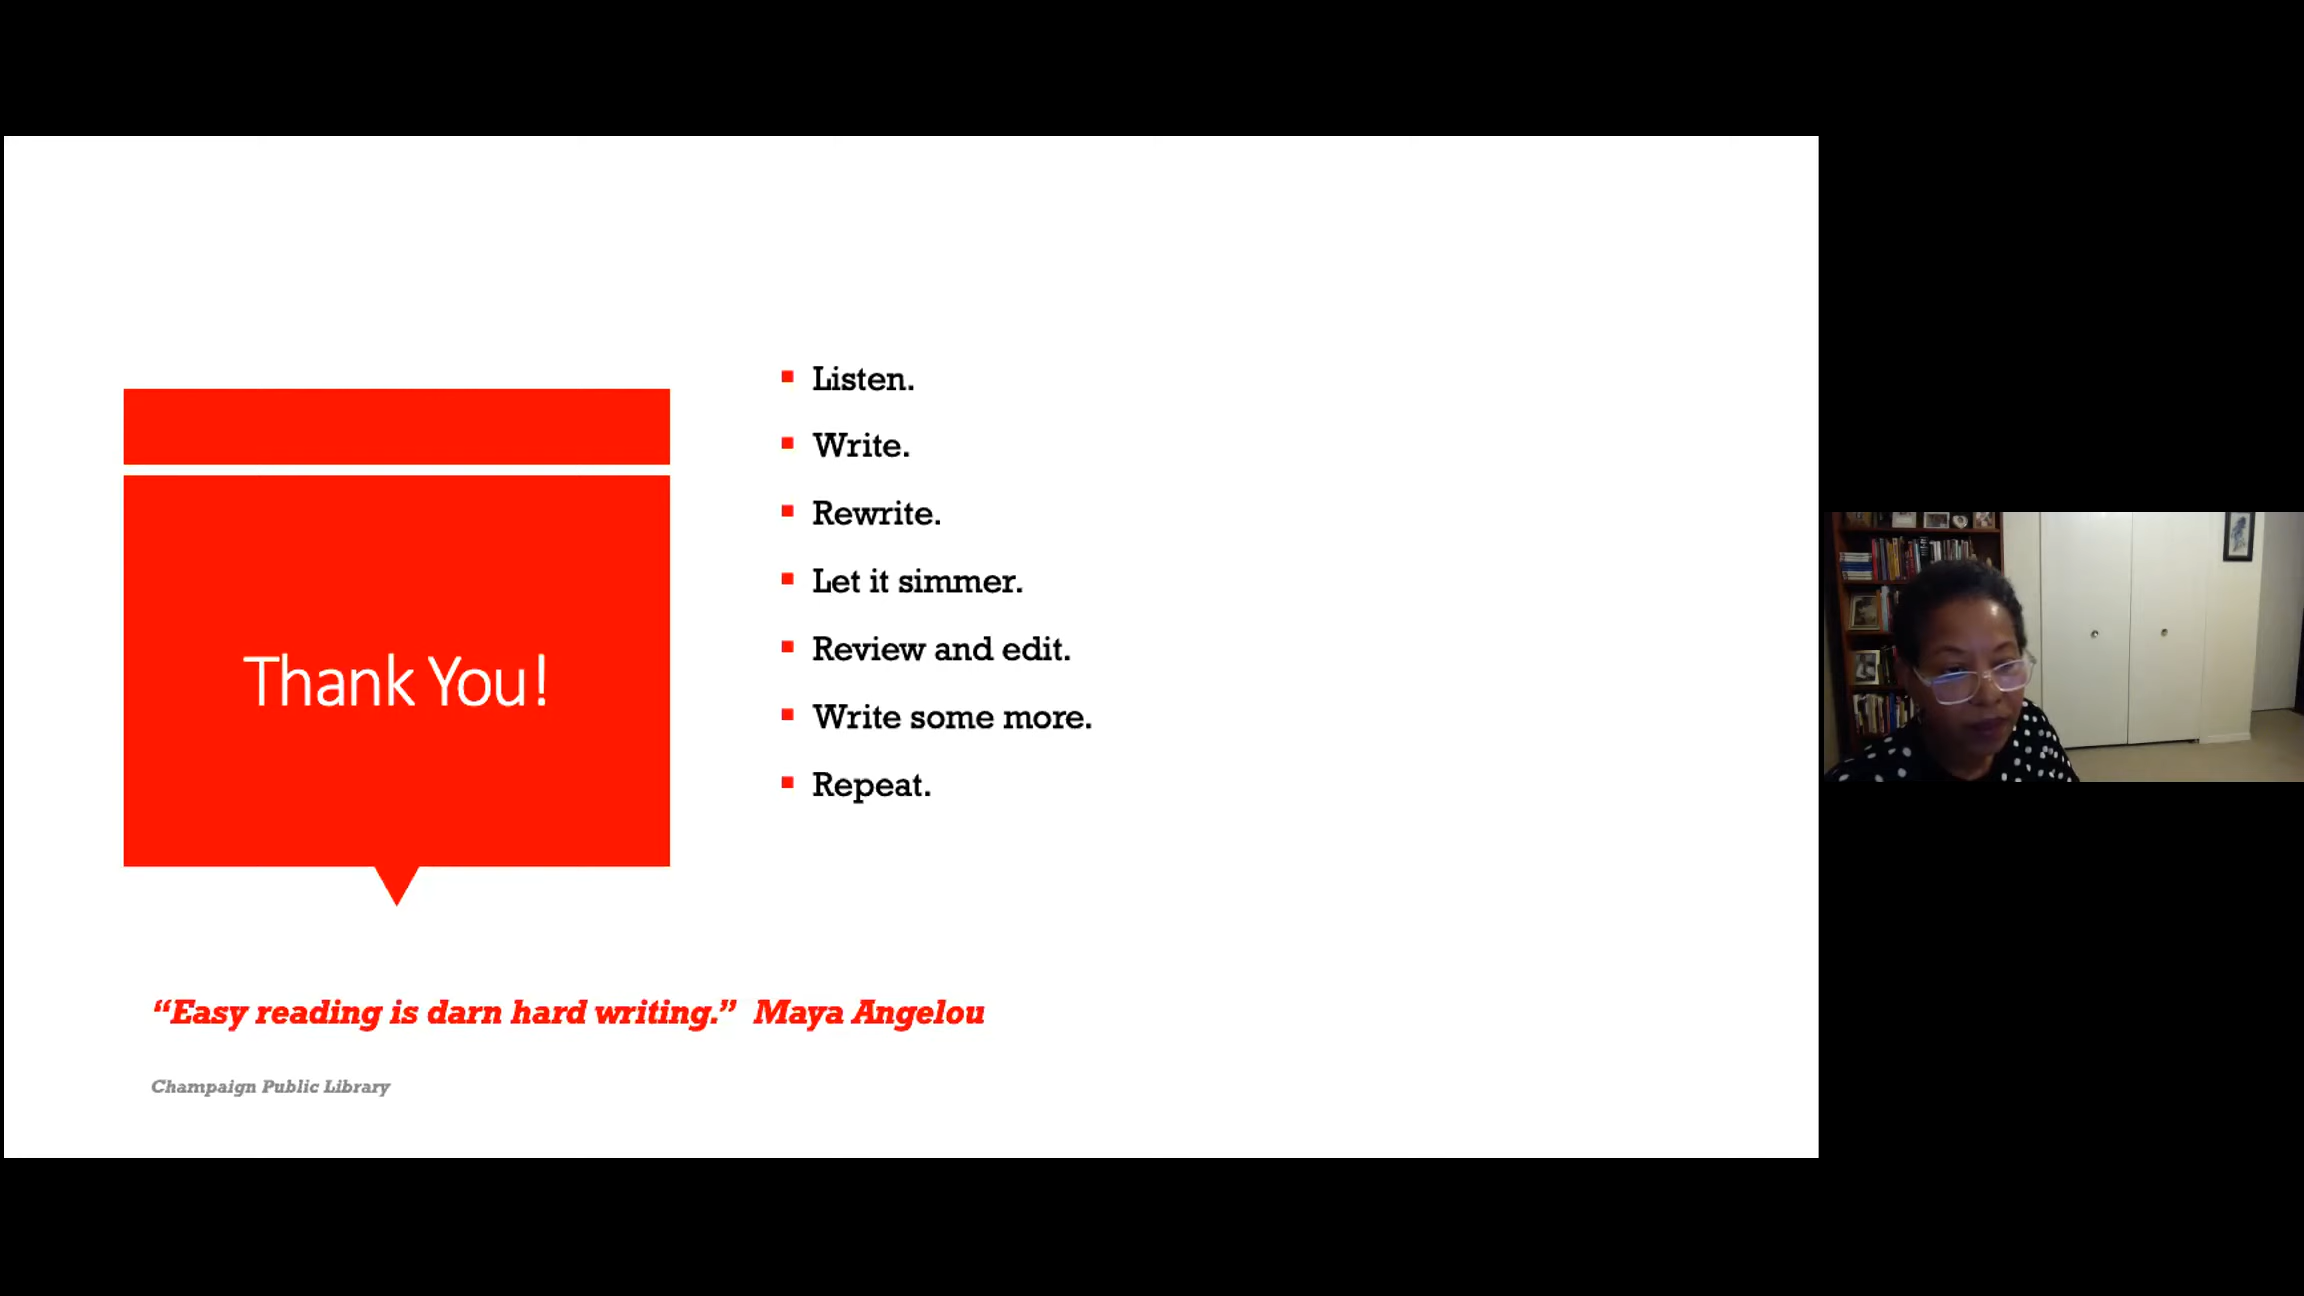 Thank You!
Listen.
Write.
Rewrite.
Let it simmer.
Review and edit.
Write some more.
Repeat.
“Easy reading is darn hard writing.” Maya Angelou
Champaign Public Library